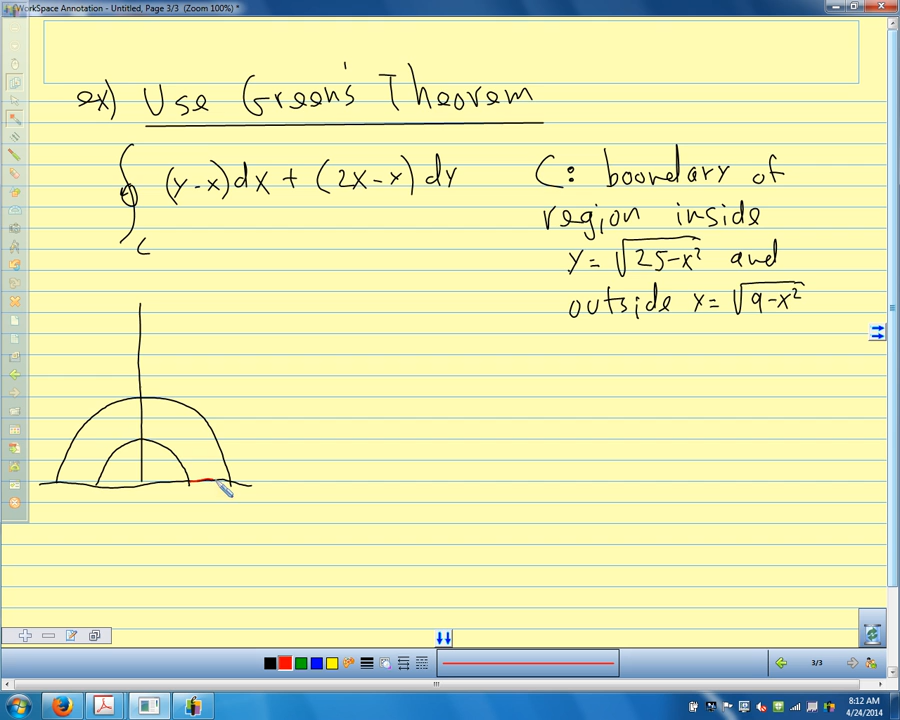 WorkSpace Annotation - Untitled, Page 3/3 (Zoom 100%) *
ex) Use Green's Theorem
∮ (y-x)dx + (2x-x) dy
C
C: boundary of
region inside
y = √25-x² and
outside x = √9-x²
3/3
8:12 AM
4/24/2014